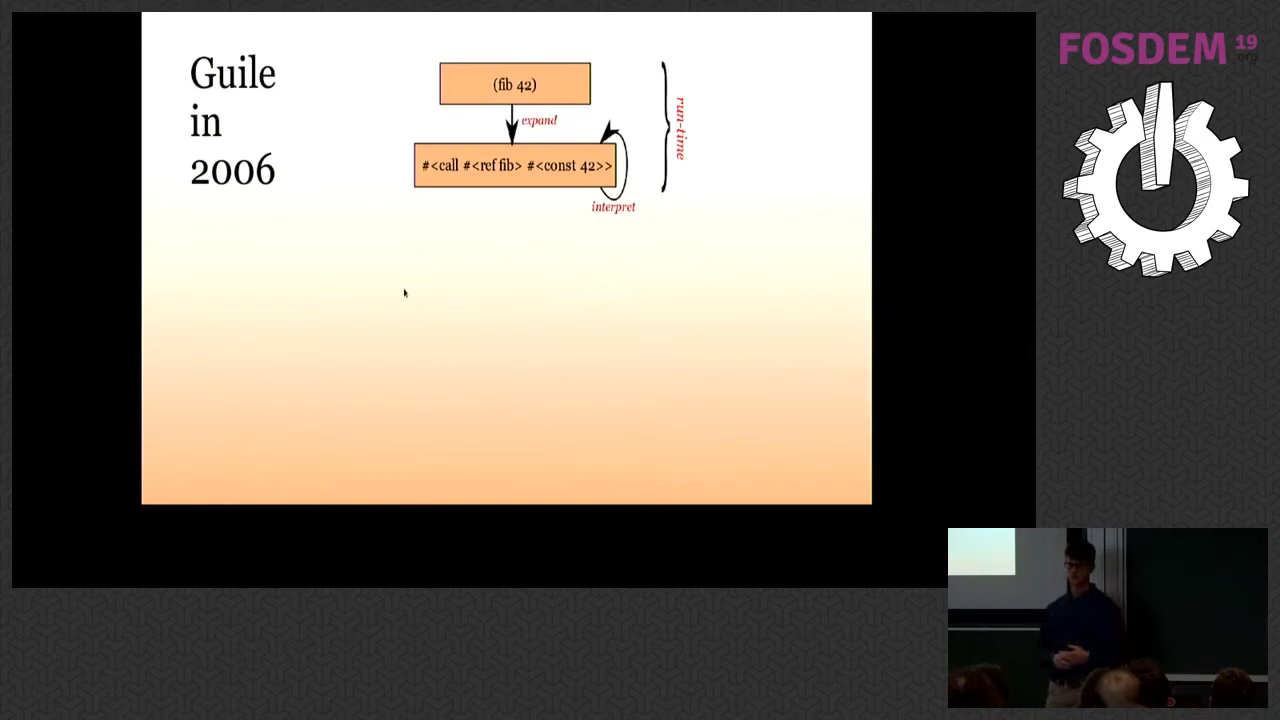 Guile
in
2006
(fib 42)
expand
#<call #<ref fib> #<const 42>>
interpret
run-time
FOSDEM 19
.org